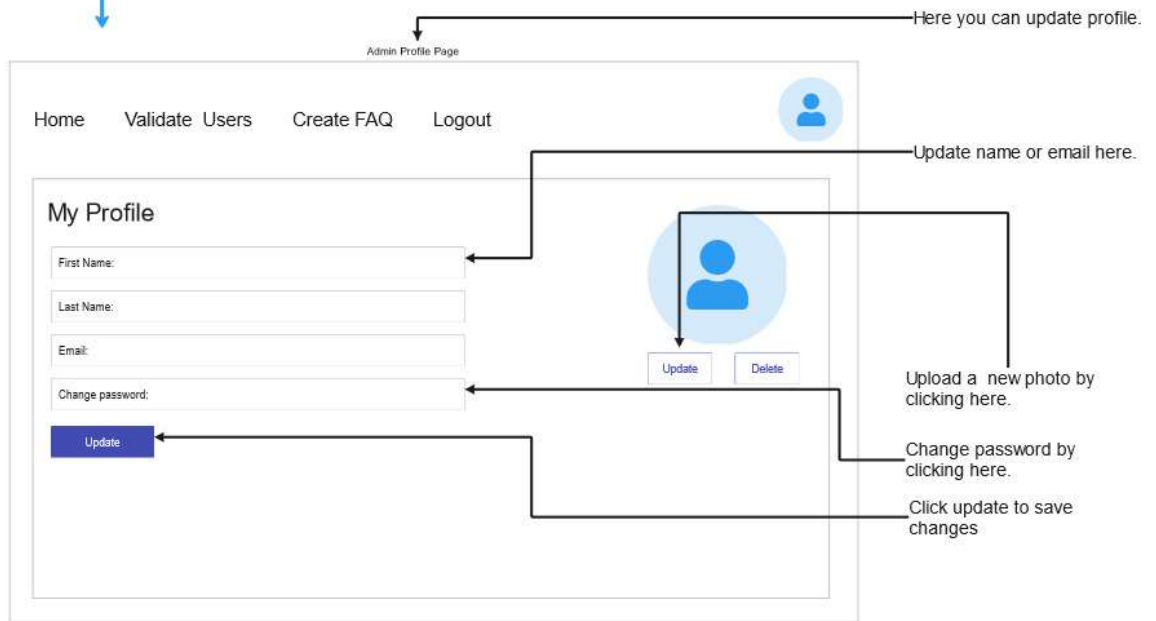 Here you can update profile.
Admin Profile Page
Home Validate Users Create FAQ Logout
Update name or email here.
My Profile
First Name:
Last Name:
Email:
Change password:
Update
Update Delete
Upload a new photo by
clicking here.
Change password by
clicking here.
Click update to save
changes